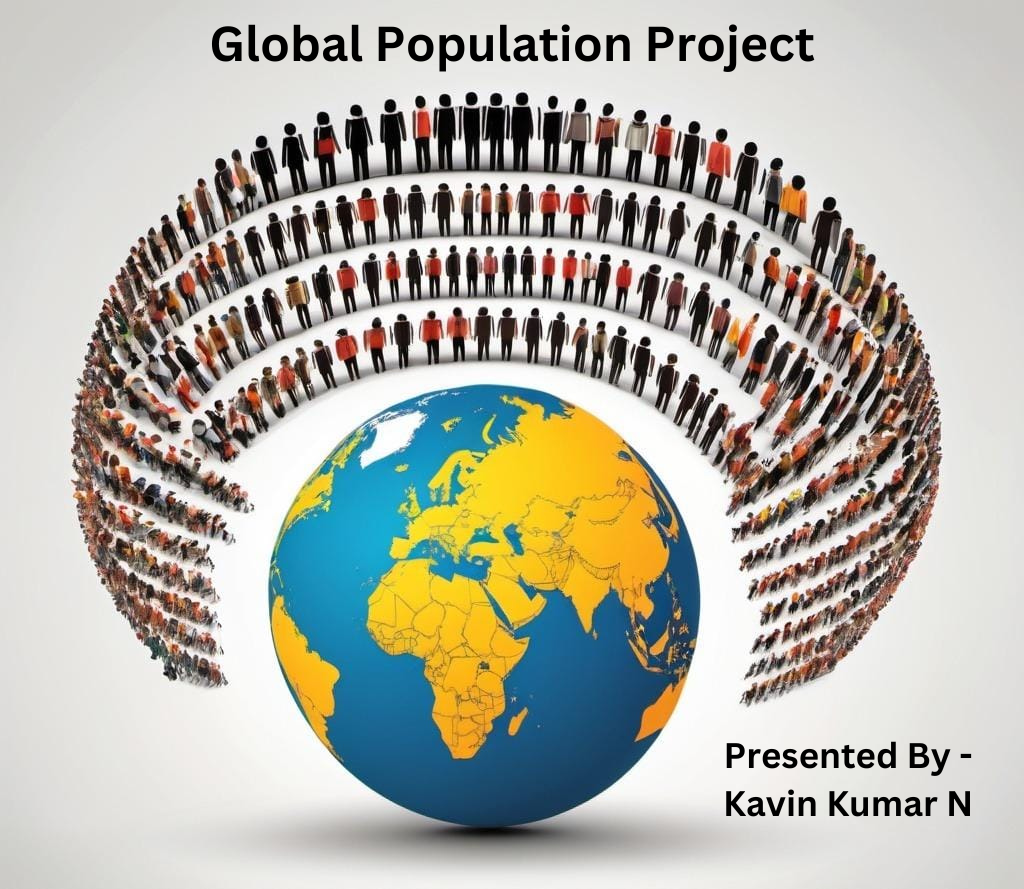 Global Population Project
Presented By -
Kavin Kumar N